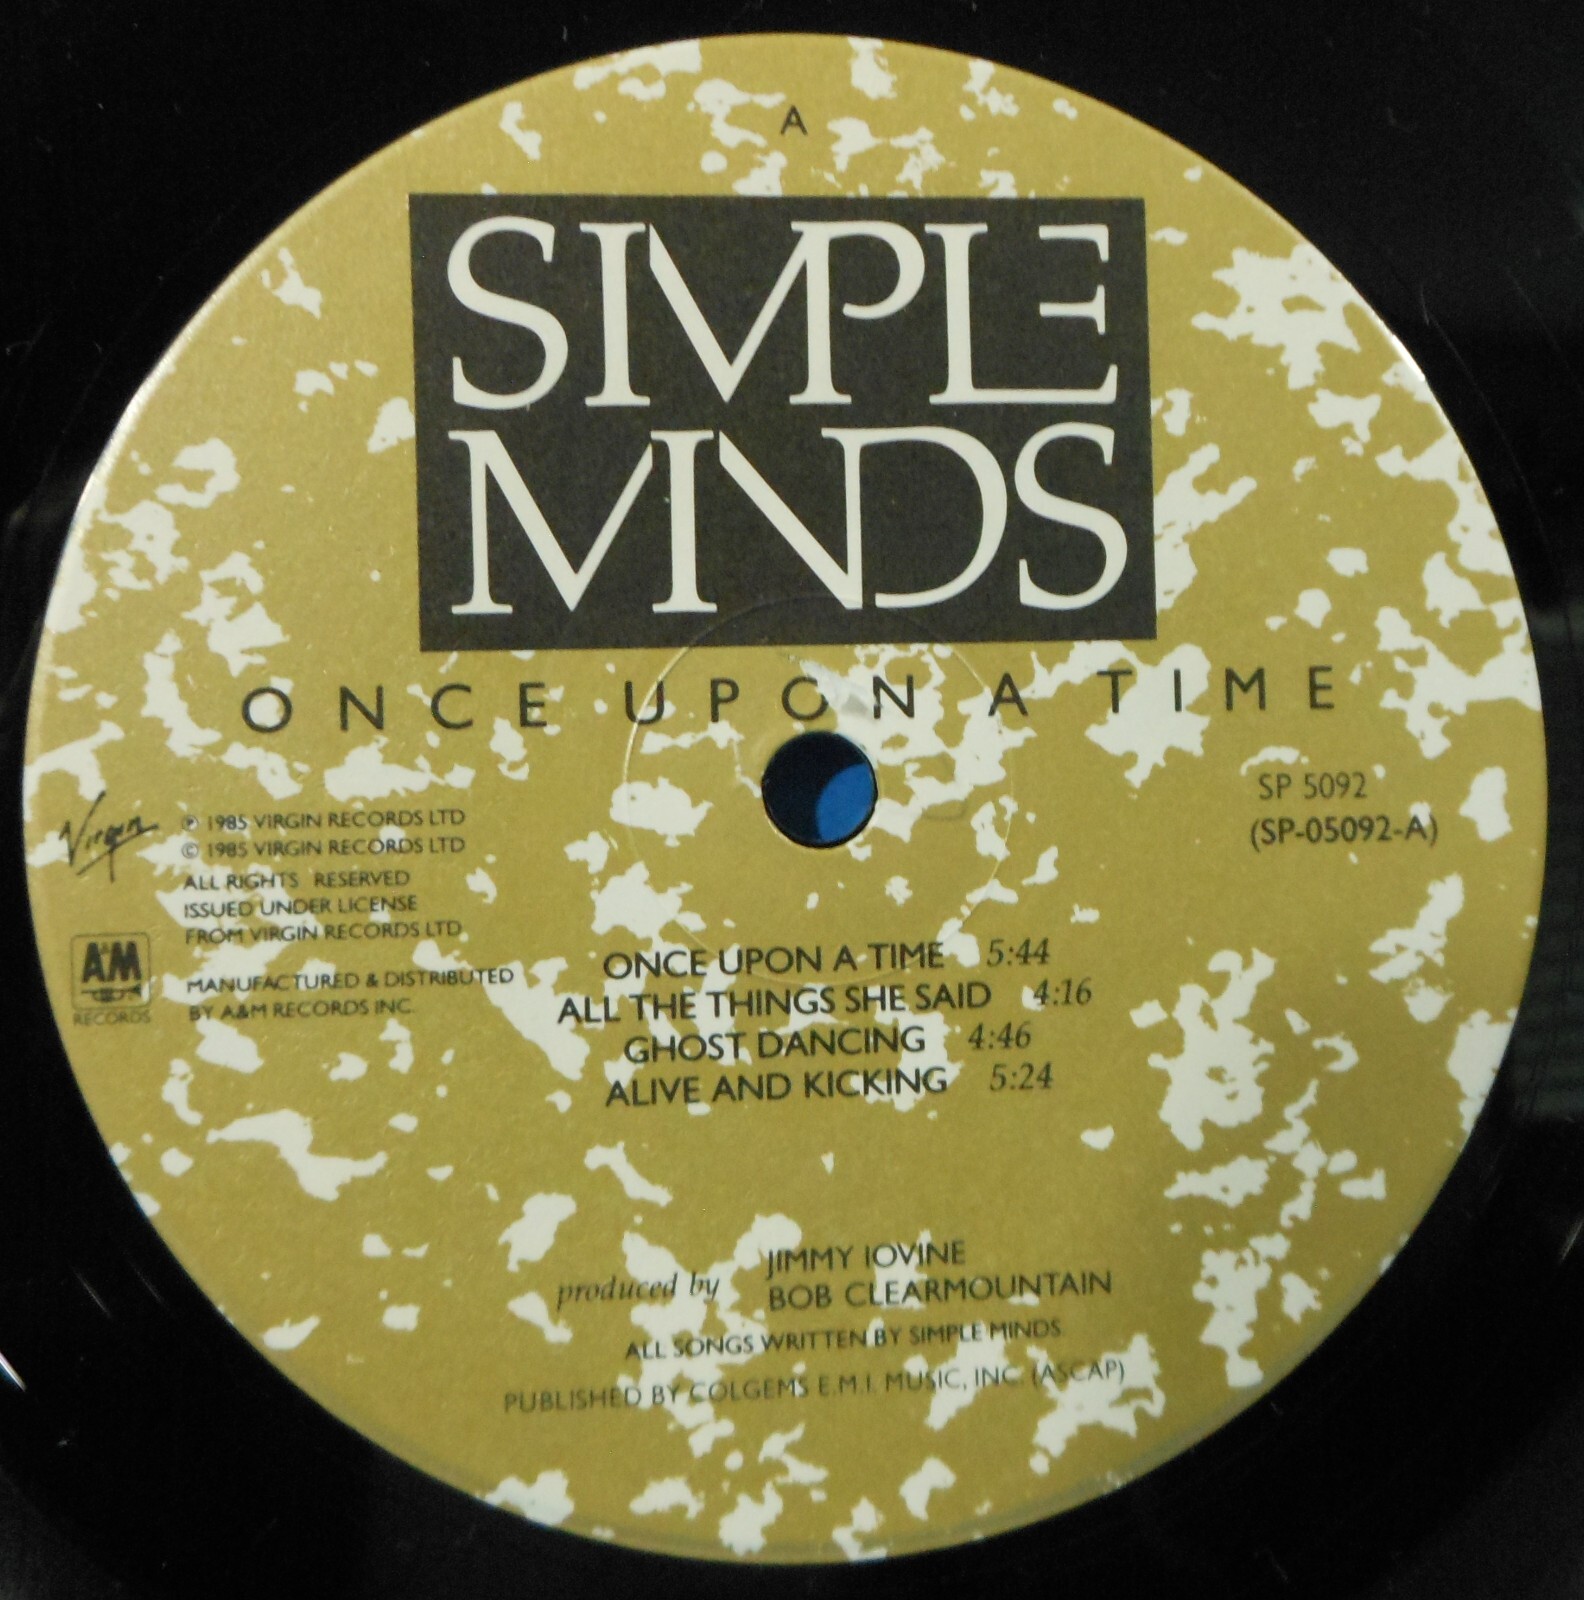 A
SIMPLE
MINDS
ONCE UPON A TIME
SP 5092
(SP-05092-A)
Virgin
℗ 1985 VIRGIN RECORDS LTD
© 1985 VIRGIN RECORDS LTD
ALL RIGHTS RESERVED
ISSUED UNDER LICENSE
FROM VIRGIN RECORDS LTD
A&M
RECORDS
MANUFACTURED & DISTRIBUTED
BY A&M RECORDS INC.
ONCE UPON A TIME 5:44
ALL THE THINGS SHE SAID 4:16
GHOST DANCING 4:46
ALIVE AND KICKING 5:24
produced by JIMMY IOVINE
BOB CLEARMOUNTAIN
ALL SONGS WRITTEN BY SIMPLE MINDS
PUBLISHED BY COLGEMS E.M.I. MUSIC, INC. (ASCAP)